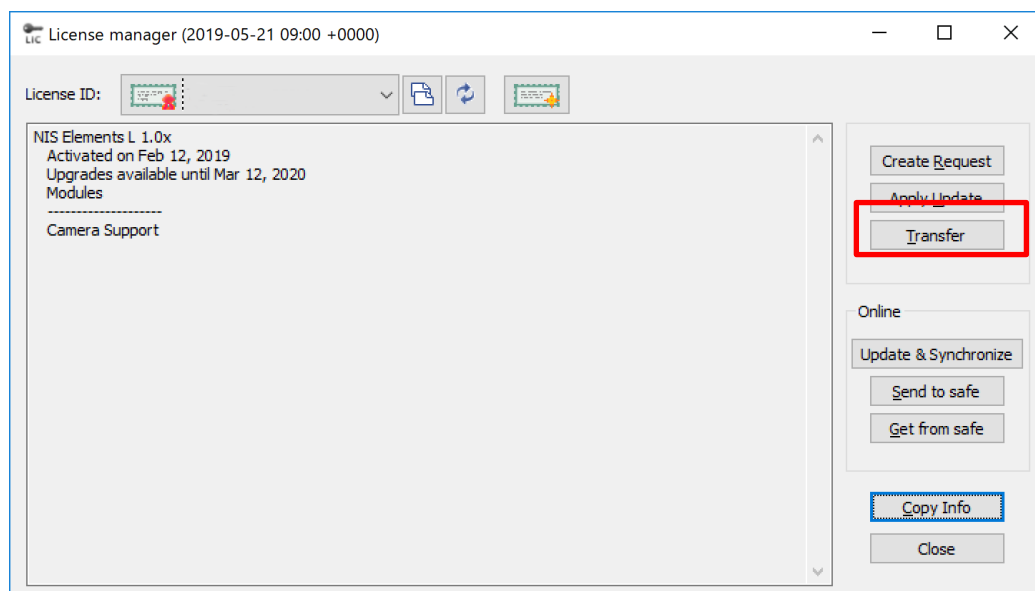 LIC License manager (2019-05-21 09:00 +0000)
License ID:
NIS Elements L 1.0x
Activated on Feb 12, 2019
Upgrades available until Mar 12, 2020
Modules
--------------------
Camera Support
Create Request
Apply Update
Transfer
Online
Update & Synchronize
Send to safe
Get from safe
Copy Info
Close